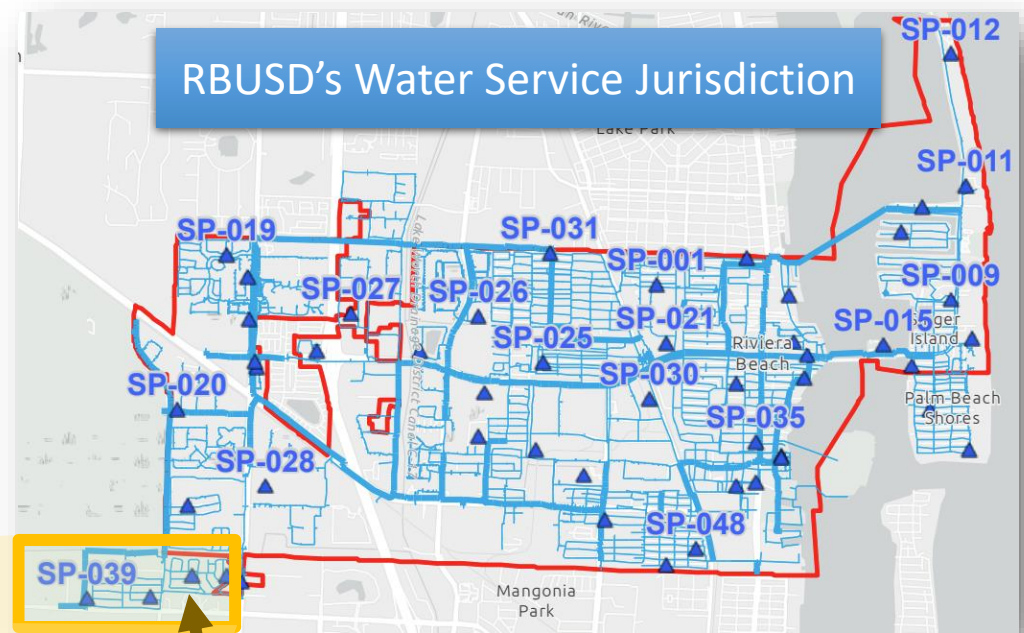 SP-012
RBUSD's Water Service Jurisdiction
Lake Park
SP-011
SP-019
SP-031
SP-001
SP-009
SP-027
SP-026
SP-021
SP-015
Singer
Island
SP-025
Riviera
Beach
SP-030
SP-020
Palm Beach
Shores
SP-035
SP-028
SP-048
SP-039
Mangonia
Park